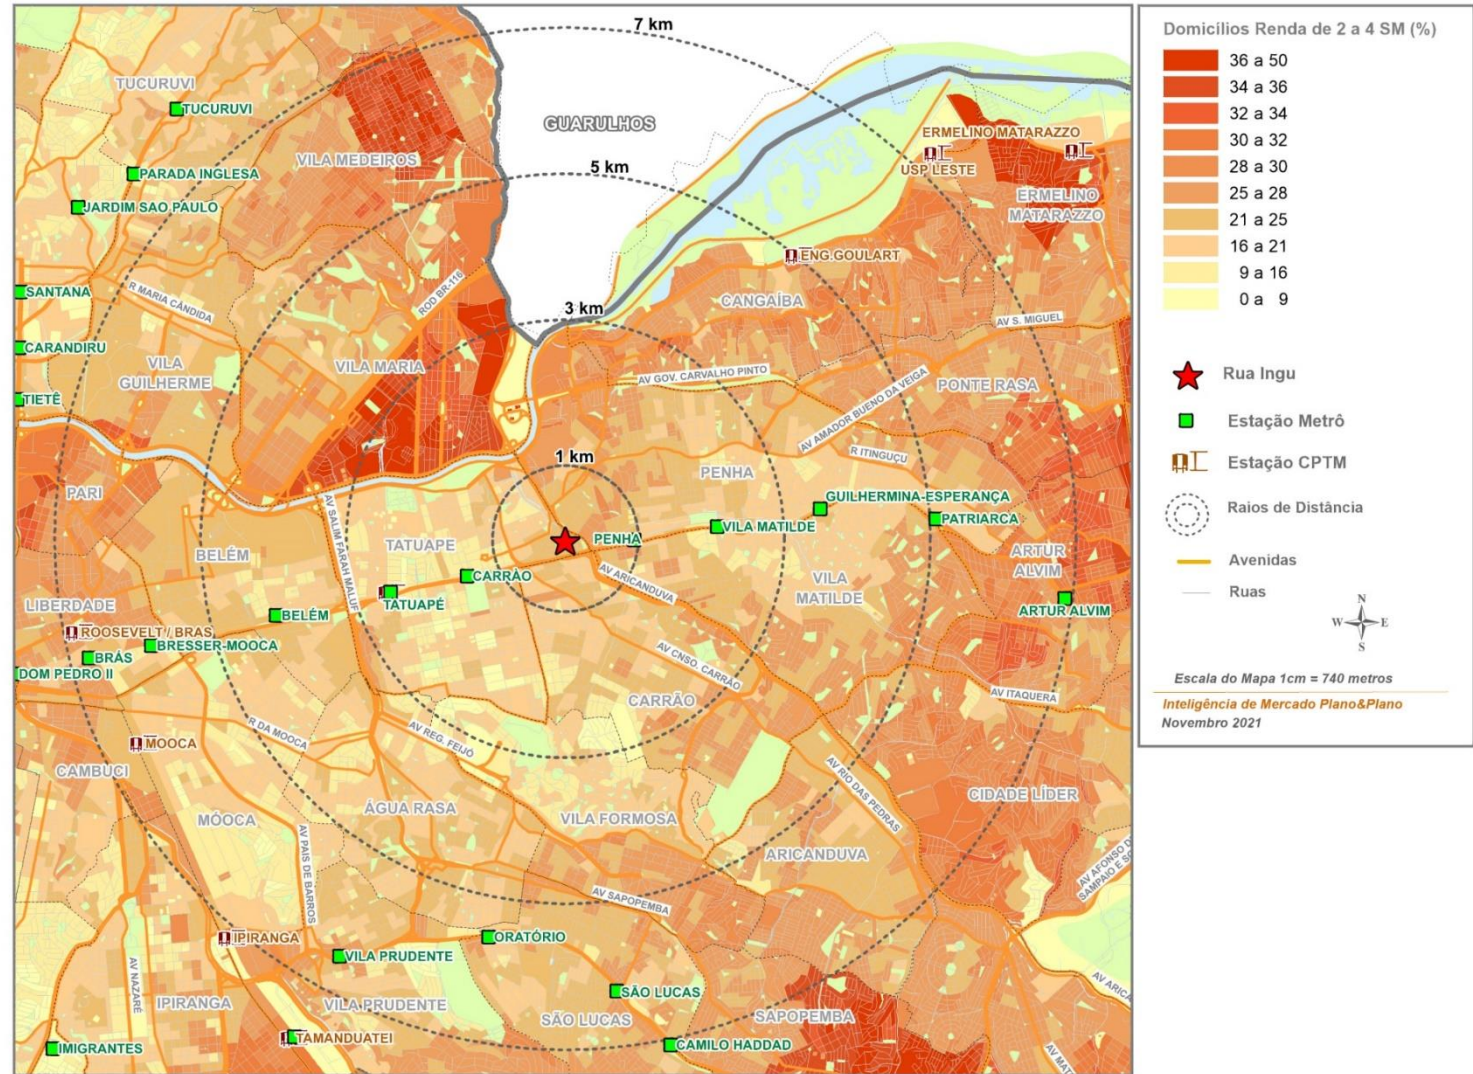 7 km
TUCURUVI
TUCURUVI
GUARULHOS
ERMELINO MATARAZZO
VILA MEDEIROS
5 km
USP LESTE
PARADA INGLESA
ERMELINO
MATARAZZO
JARDIM SAO PAULO
ENG.GOULART
ROD BR-116
SANTANA
R MARIA CÂNDIDA
CANGAÍBA
3 km
AV S. MIGUEL
CARANDIRU
VILA
GUILHERME
VILA MARIA
AV GOV. CARVALHO PINTO
PONTE RASA
TIETÊ
AV AMADOR BUENO DA VEIGA
R ITINGUÇU
1 km
PENHA
PARI
GUILHERMINA-ESPERANÇA
AV SALIM FARAH MALUF
PATRIARCA
VILA MATILDE
PENHA
BELÉM
TATUAPE
ARTUR
ALVIM
CARRÃO
AV ARICANDUVA
VILA
MATILDE
TATUAPÉ
LIBERDADE
BELÉM
ARTUR ALVIM
ROOSEVELT / BRAS
BRESSER-MOOCA
BRÁS
AV CNSO. CARRÃO
DOM PEDRO II
AV ITAQUERA
CARRÃO
R DA MOOCA
AV REG. FEIJÓ
MOOCA
CAMBUCI
AV RIO DAS PEDRAS
CIDADE LÍDER
ÁGUA RASA
MÓOCA
VILA FORMOSA
AV PAIS DE BARROS
ARICANDUVA
AV AFONSO D
SAMPAIO E S
AV SAPOPEMBA
IPIRANGA
ORATÓRIO
VILA PRUDENTE
AV NAZARÉ
SÃO LUCAS
AV ARICA
IPIRANGA
VILA PRUDENTE
SÃO LUCAS
SAPOPEMBA
TAMANDUATEI
IMIGRANTES
CAMILO HADDAD
AV MAT
Domicílios Renda de 2 a 4 SM (%)
36 a 50
34 a 36
32 a 34
30 a 32
28 a 30
25 a 28
21 a 25
16 a 21
9 a 16
0 a 9
Rua Ingu
Estação Metrô
Estação CPTM
Raios de Distância
Avenidas
Ruas
N
W E
S
Escala do Mapa 1cm = 740 metros
Inteligência de Mercado Plano&Plano
Novembro 2021